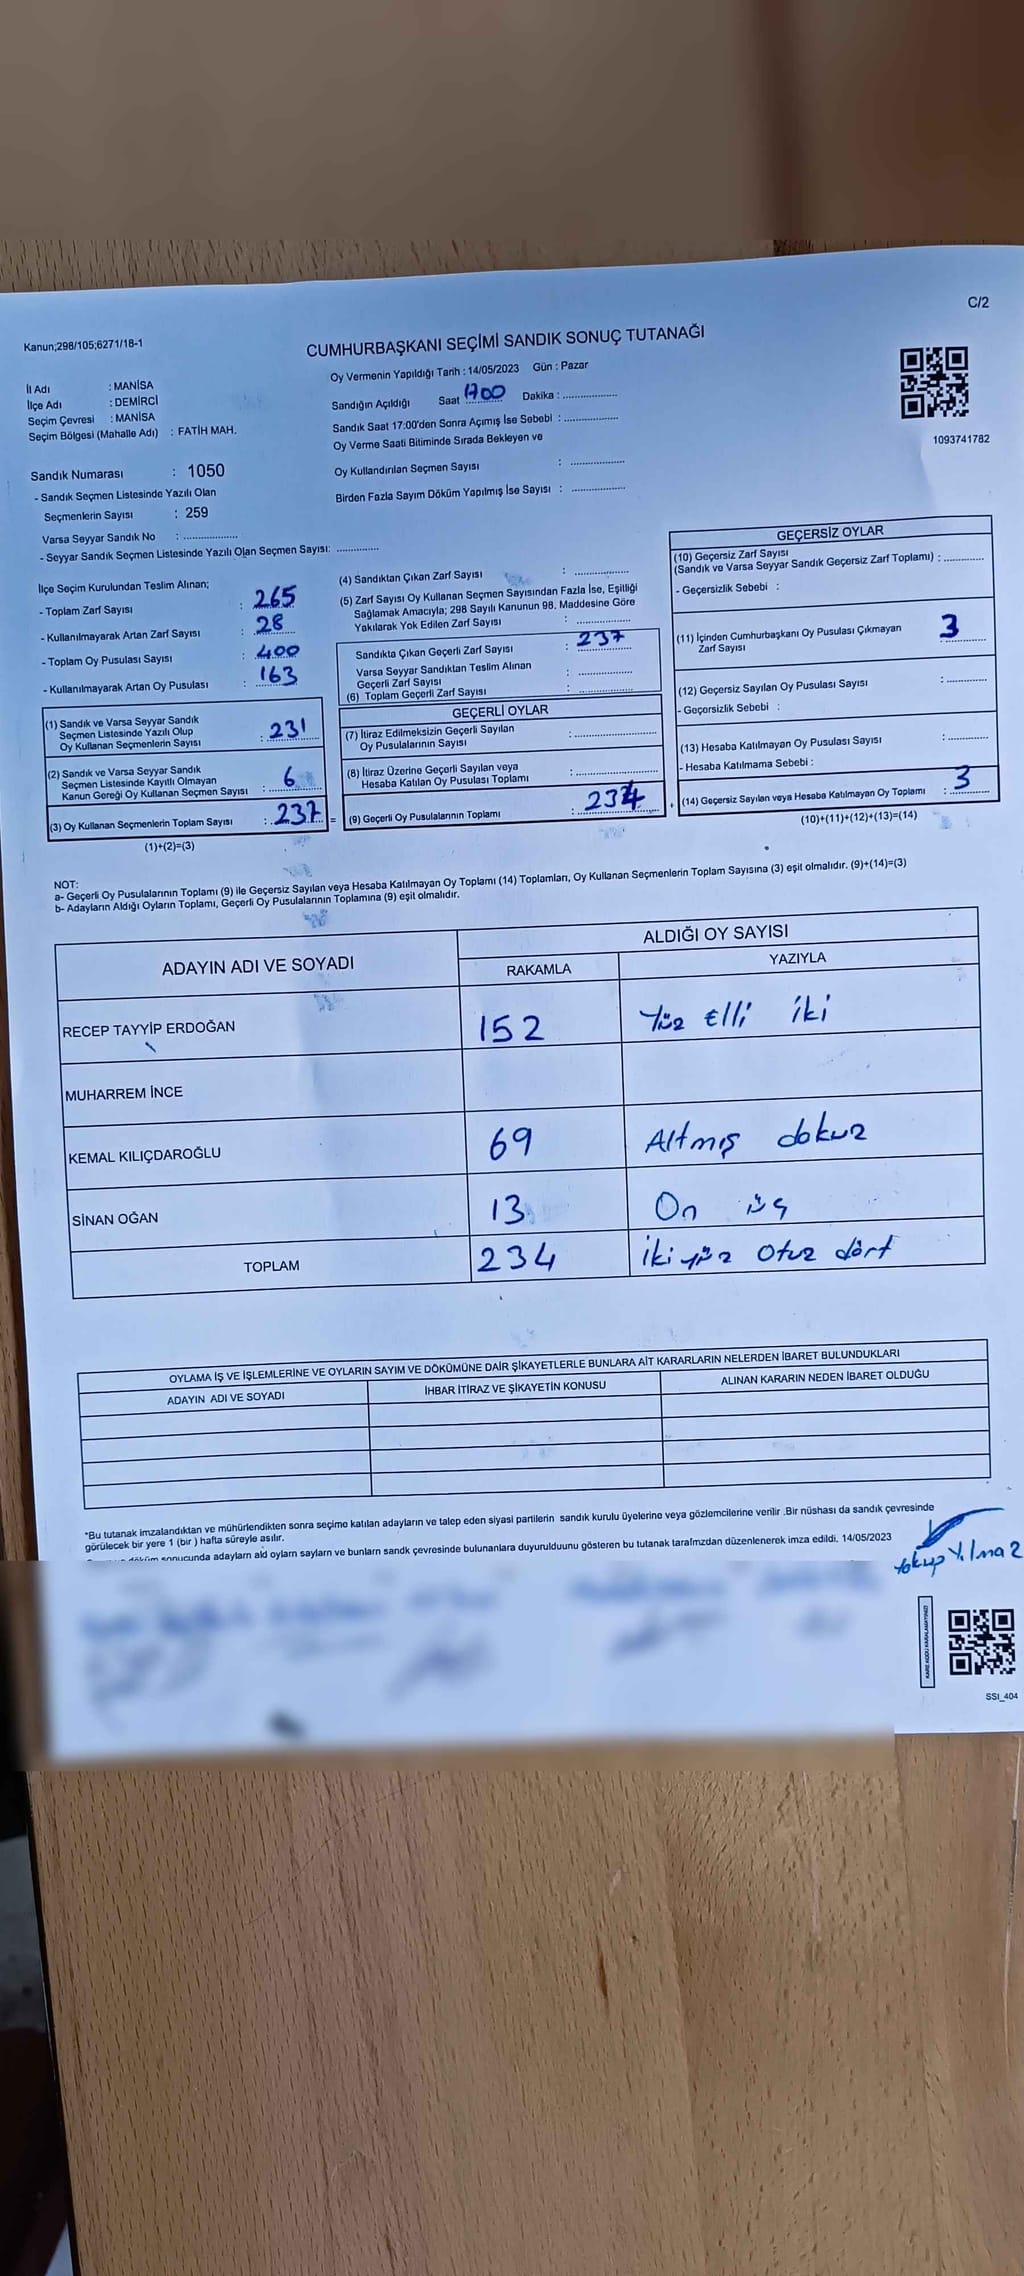 C/2
Kanun;298/105;6271/18-1
CUMHURBAŞKANI SEÇİMİ SANDIK SONUÇ TUTANAĞI
Oy Vermenin Yapıldığı Tarih : 14/05/2023 Gün : Pazar
İl Adı : MANİSA
İlçe Adı : DEMİRCİ
Seçim Çevresi : MANİSA
Seçim Bölgesi (Mahalle Adı) : FATİH MAH.
Sandığın Açıldığı Saat 1700 Dakika : ................
Sandık Saat 17:00'den Sonra Açımış İse Sebebi : ................
Oy Verme Saati Bitiminde Sırada Bekleyen ve
Oy Kullandırılan Seçmen Sayısı : ................
Birden Fazla Sayım Döküm Yapılmış İse Sayısı : ................
1093741782
Sandık Numarası : 1050
- Sandık Seçmen Listesinde Yazılı Olan
Seçmenlerin Sayısı : 259
Varsa Seyyar Sandık No : ................
- Seyyar Sandık Seçmen Listesinde Yazılı Olan Seçmen Sayısı: ............
İlçe Seçim Kurulundan Teslim Alınan;
- Toplam Zarf Sayısı : 265
- Kullanılmayarak Artan Zarf Sayısı : 28
- Toplam Oy Pusulası Sayısı : 400
- Kullanılmayarak Artan Oy Pusulası : 163
(1) Sandık ve Varsa Seyyar Sandık
Seçmen Listesinde Yazılı Olup
Oy Kullanan Seçmenlerin Sayısı : 231
(2) Sandık ve Varsa Seyyar Sandık
Seçmen Listesinde Kayıtlı Olmayan
Kanun Gereği Oy Kullanan Seçmen Sayısı : 6
(3) Oy Kullanan Seçmenlerin Toplam Sayısı : 237 =
(1)+(2)=(3)
(4) Sandıktan Çıkan Zarf Sayısı : ................
(5) Zarf Sayısı Oy Kullanan Seçmen Sayısından Fazla İse, Eşitliği
Sağlamak Amacıyla; 298 Sayılı Kanunun 98. Maddesine Göre
Yakılarak Yok Edilen Zarf Sayısı : ................
Sandıkta Çıkan Geçerli Zarf Sayısı : 237
Varsa Seyyar Sandıktan Teslim Alınan
Geçerli Zarf Sayısı : ................
(6) Toplam Geçerli Zarf Sayısı : ................
GEÇERLİ OYLAR
(7) İtiraz Edilmeksizin Geçerli Sayılan
Oy Pusulalarının Sayısı : ................
(8) İtiraz Üzerine Geçerli Sayılan veya
Hesaba Katılan Oy Pusulası Toplamı : ................
(9) Geçerli Oy Pusulalarının Toplamı : 234 +
GEÇERSİZ OYLAR
(10) Geçersiz Zarf Sayısı
(Sandık ve Varsa Seyyar Sandık Geçersiz Zarf Toplamı) : ............
- Geçersizlik Sebebi :
(11) İçinden Cumhurbaşkanı Oy Pusulası Çıkmayan
Zarf Sayısı : 3
(12) Geçersiz Sayılan Oy Pusulası Sayısı : ............
- Geçorsizlik Sebebi :
(13) Hesaba Katılmayan Oy Pusulası Sayısı : ............
- Hesaba Katılmama Sebebi :
(14) Geçersiz Sayılan veya Hesaba Katılmayan Oy Toplamı : 3
(10)+(11)+(12)+(13)=(14)
NOT:
a- Geçerli Oy Pusulalarının Toplamı (9) ile Geçersiz Sayılan veya Hesaba Katılmayan Oy Toplamı (14) Toplamları, Oy Kullanan Seçmenlerin Toplam Sayısına (3) eşit olmalıdır. (9)+(14)=(3)
b- Adayların Aldığı Oyların Toplamı, Geçerli Oy Pusulalarının Toplamına (9) eşit olmalıdır.
ADAYIN ADI VE SOYADI ALDIĞI OY SAYISI
RAKAMLA YAZIYLA
RECEP TAYYİP ERDOĞAN 152 Yüz Elli iki
MUHARREM İNCE
KEMAL KILIÇDAROĞLU 69 Altmış dokuz
SİNAN OĞAN 13 On üç
TOPLAM 234 İki yüz Otuz dört
OYLAMA İŞ VE İŞLEMLERİNE VE OYLARIN SAYIM VE DÖKÜMÜNE DAİR ŞİKAYETLERLE BUNLARA AİT KARARLARIN NELERDEN İBARET BULUNDUKLARI
ADAYIN ADI VE SOYADI İHBAR İTİRAZ VE ŞİKAYETİN KONUSU ALINAN KARARIN NEDEN İBARET OLDUĞU
*Bu tutanak imzalandıktan ve mühürlendikten sonra seçime katılan adayların ve talep eden siyasi partilerin sandık kurulu üyelerine veya gözlemcilerine verilir .Bir nüshası da sandık çevresinde
görülecek bir yere 1 (bir ) hafta süreyle asılır.
döküm sonucunda adayların ald oyların sayların ve bunların sandk çevresinde bulunanlara duyurulduunu gösteren bu tutanak tarafmzdan düzenlenerek imza edildi. 14/05/2023
Yakup Yılmaz
KARE KODU KARALAMAYINIZ!
SSI_404